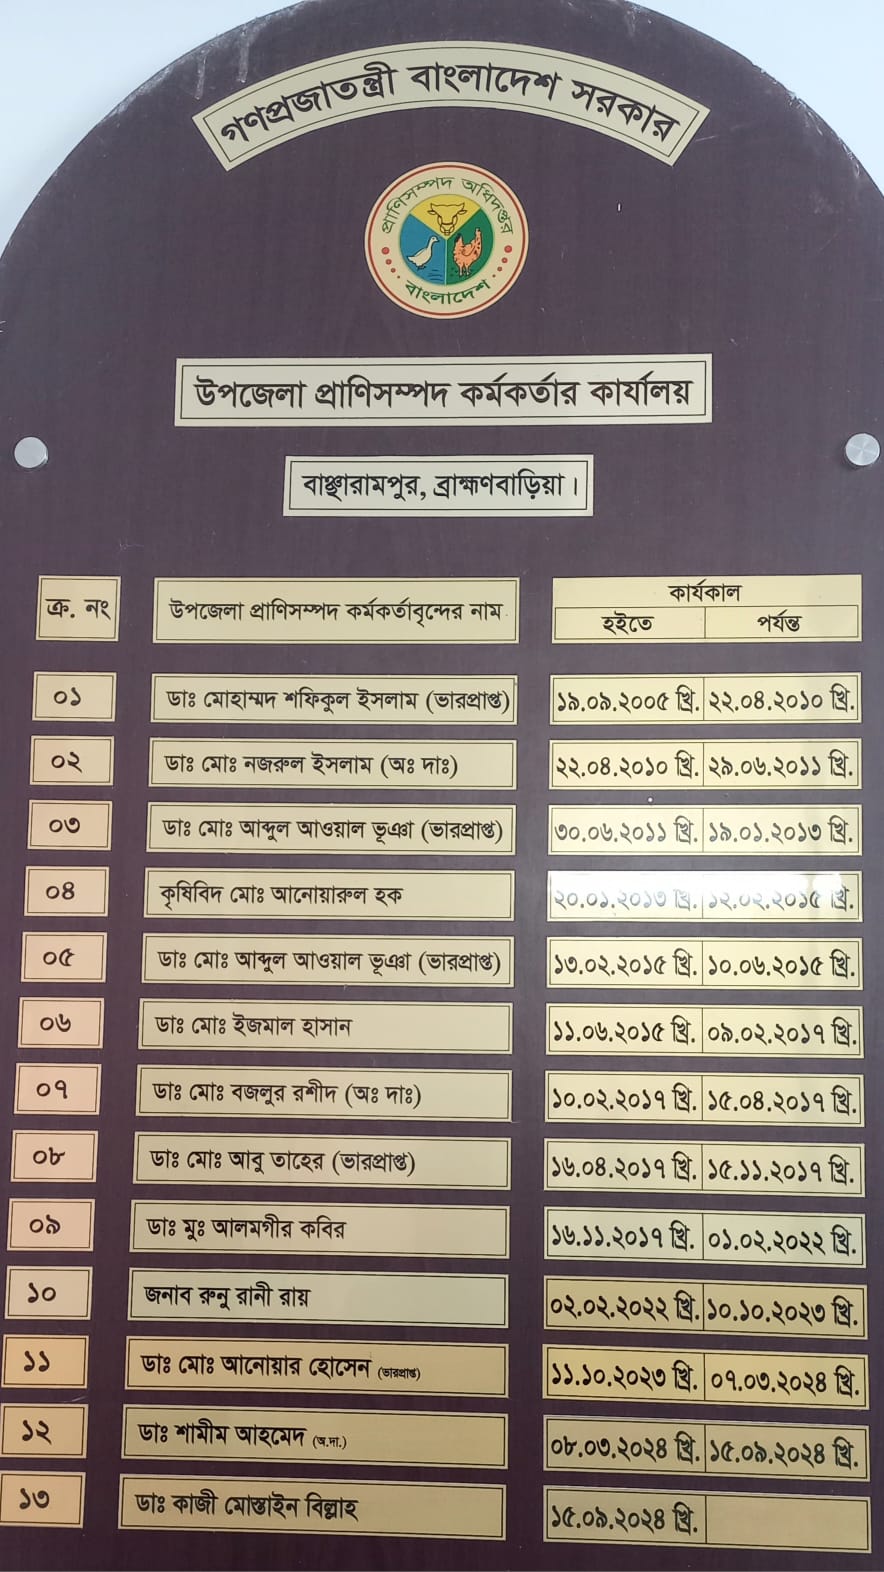 গণপ্রজাতন্ত্রী বাংলাদেশ সরকার
প্রাণিসম্পদ অধিদপ্তর
বাংলাদেশ
উপজেলা প্রাণিসম্পদ কর্মকর্তার কার্যালয়
বাঞ্ছারামপুর, ব্রাহ্মণবাড়িয়া।
ক্র. নং উপজেলা প্রাণিসম্পদ কর্মকর্তাবৃন্দের নাম কার্যকাল
হইতে পর্যন্ত
০১ ডাঃ মোহাম্মদ শফিকুল ইসলাম (ভারপ্রাপ্ত) ১৯.০৯.২০০৫ খ্রি. ২২.০৪.২০১০ খ্রি.
০২ ডাঃ মোঃ নজরুল ইসলাম (অঃ দাঃ) ২২.০৪.২০১০ খ্রি. ২৯.০৬.২০১১ খ্রি.
০৩ ডাঃ মোঃ আব্দুল আওয়াল ভূঞা (ভারপ্রাপ্ত) ৩০.০৬.২০১১ খ্রি. ১৯.০১.২০১৩ খ্রি.
০৪ কৃষিবিদ মোঃ আনোয়ারুল হক ২০.০১.২০১৩ খ্রি. ১২.০২.২০১৫ খ্রি.
০৫ ডাঃ মোঃ আব্দুল আওয়াল ভূঞা (ভারপ্রাপ্ত) ১৩.০২.২০১৫ খ্রি. ১০.০৬.২০১৫ খ্রি.
০৬ ডাঃ মোঃ ইজমাল হাসান ১১.০৬.২০১৫ খ্রি. ০৯.০২.২০১৭ খ্রি.
০৭ ডাঃ মোঃ বজলুর রশীদ (অঃ দাঃ) ১০.০২.২০১৭ খ্রি. ১৫.০৪.২০১৭ খ্রি.
০৮ ডাঃ মোঃ আবু তাহের (ভারপ্রাপ্ত) ১৬.০৪.২০১৭ খ্রি. ১৫.১১.২০১৭ খ্রি.
০৯ ডাঃ মুঃ আলমগীর কবির ১৬.১১.২০১৭ খ্রি. ০১.০২.২০২২ খ্রি.
১০ জনাব রুনু রানী রায় ০২.০২.২০২২ খ্রি. ১০.১০.২০২৩ খ্রি.
১১ ডাঃ মোঃ আনোয়ার হোসেন (ভারপ্রাপ্ত) ১১.১০.২০২৩ খ্রি. ০৭.০৩.২০২৪ খ্রি.
১২ ডাঃ শামীম আহমেদ (অ.দা.) ০৮.০৩.২০২৪ খ্রি. ১৫.০৯.২০২৪ খ্রি.
১৩ ডাঃ কাজী মোস্তাইন বিল্লাহ ১৫.০৯.২০২৪ খ্রি.